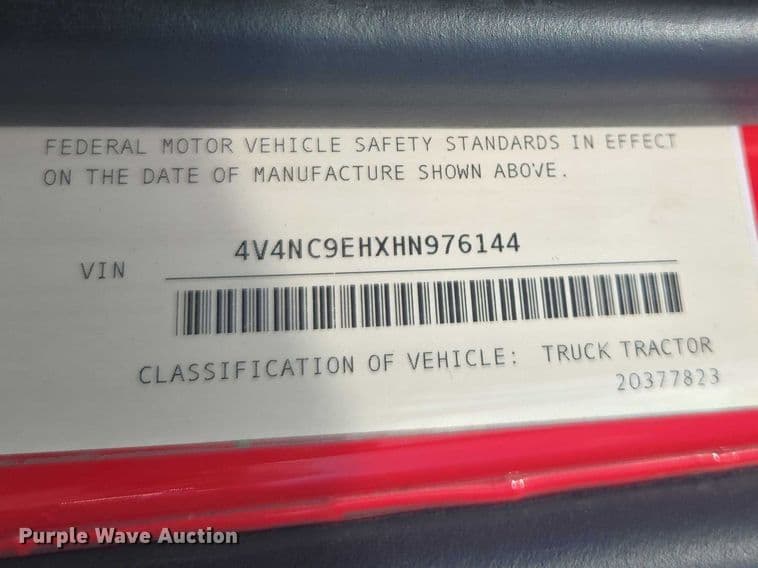 FEDERAL MOTOR VEHICLE SAFETY STANDARDS IN EFFECT
ON THE DATE OF MANUFACTURE SHOWN ABOVE.
4V4NC9EHXHN976144
VIN
CLASSIFICATION OF VEHICLE: TRUCK TRACTOR
20377823
Purple Wave Auction